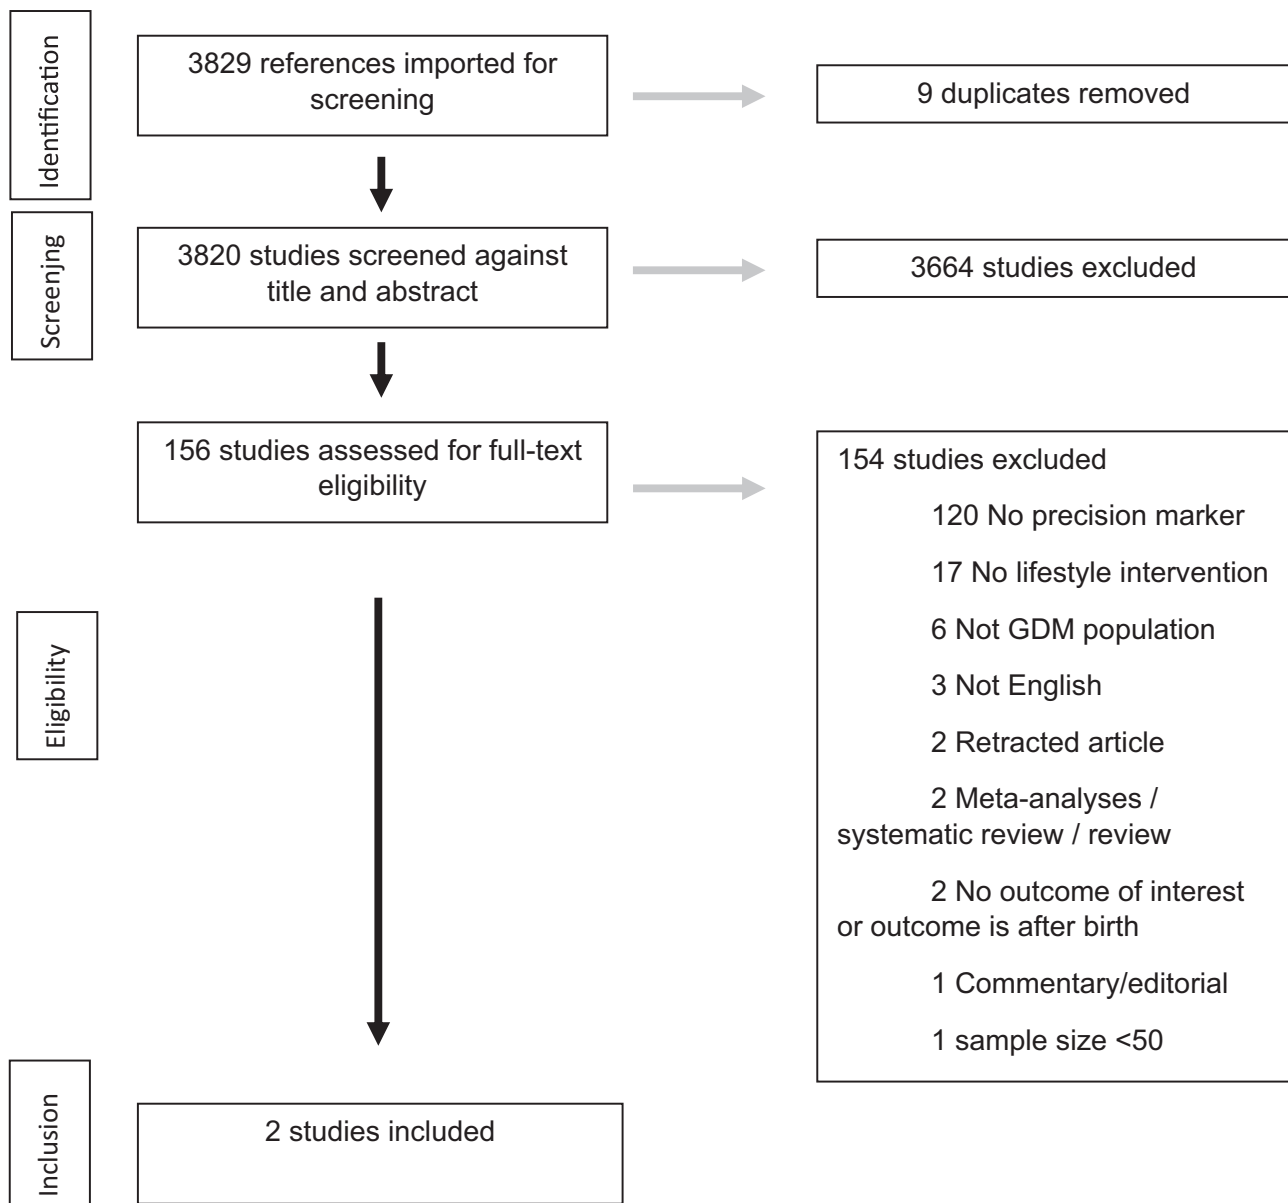 Identification
3829 references imported for
screening
9 duplicates removed
Screenjng
3820 studies screened against
title and abstract
3664 studies excluded
156 studies assessed for full-text
eligibility
Eligibility
154 studies excluded
120 No precision marker
17 No lifestyle intervention
6 Not GDM population
3 Not English
2 Retracted article
2 Meta-analyses /
systematic review / review
2 No outcome of interest
or outcome is after birth
1 Commentary/editorial
1 sample size <50
Inclusion
2 studies included